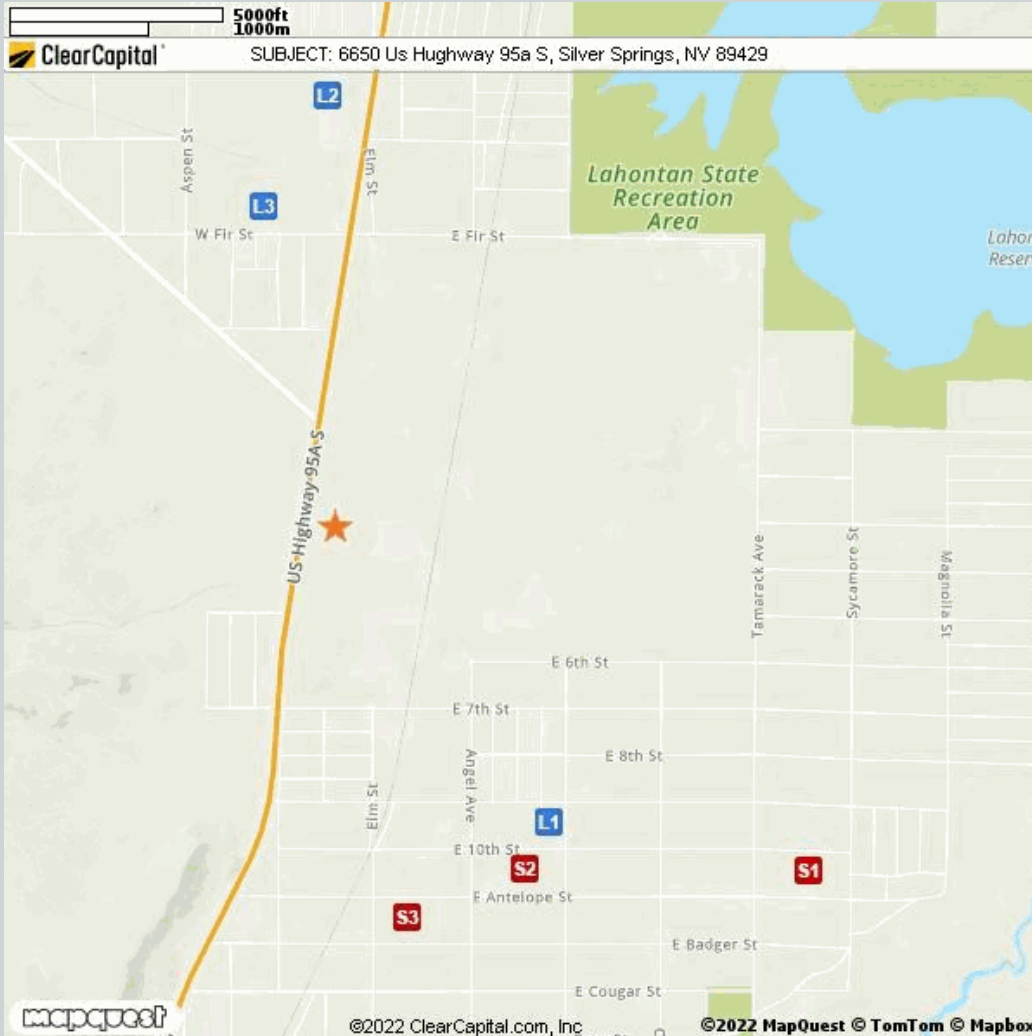 5000ft
1000m
ClearCapital
SUBJECT: 6650 Us Hughway 95a S, Silver Springs, NV 89429
L2
Aspen St
Elm St
Lahontan State
Recreation
Area
L3
W Fir St
E Fir St
Lahon
Reser
US Highway 95A S
Tamarack Ave
Sycamore St
Magnolia St
E 6th St
E 7th St
E 8th St
Angel Ave
Elm St
L1
E 10th St
S2
S1
E Antelope St
S3
E Badger St
E Cougar St
mapquest
©2022 ClearCapital.com, Inc
©2022 MapQuest © TomTom © Mapbox